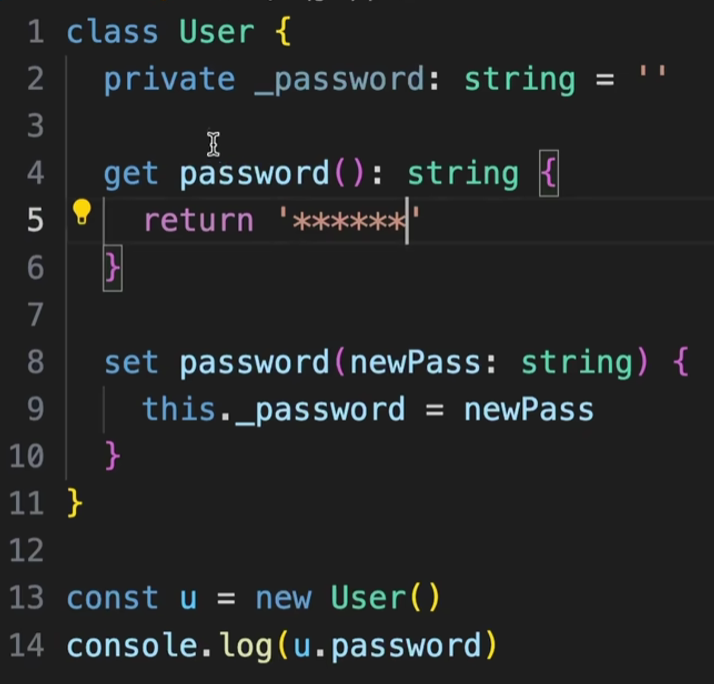 1 class User {
2 private _password: string = ''
3
4 get password(): string {
5 return '******'
6 }
7
8 set password(newPass: string) {
9 this._password = newPass
10 }
11 }
12
13 const u = new User()
14 console.log(u.password)